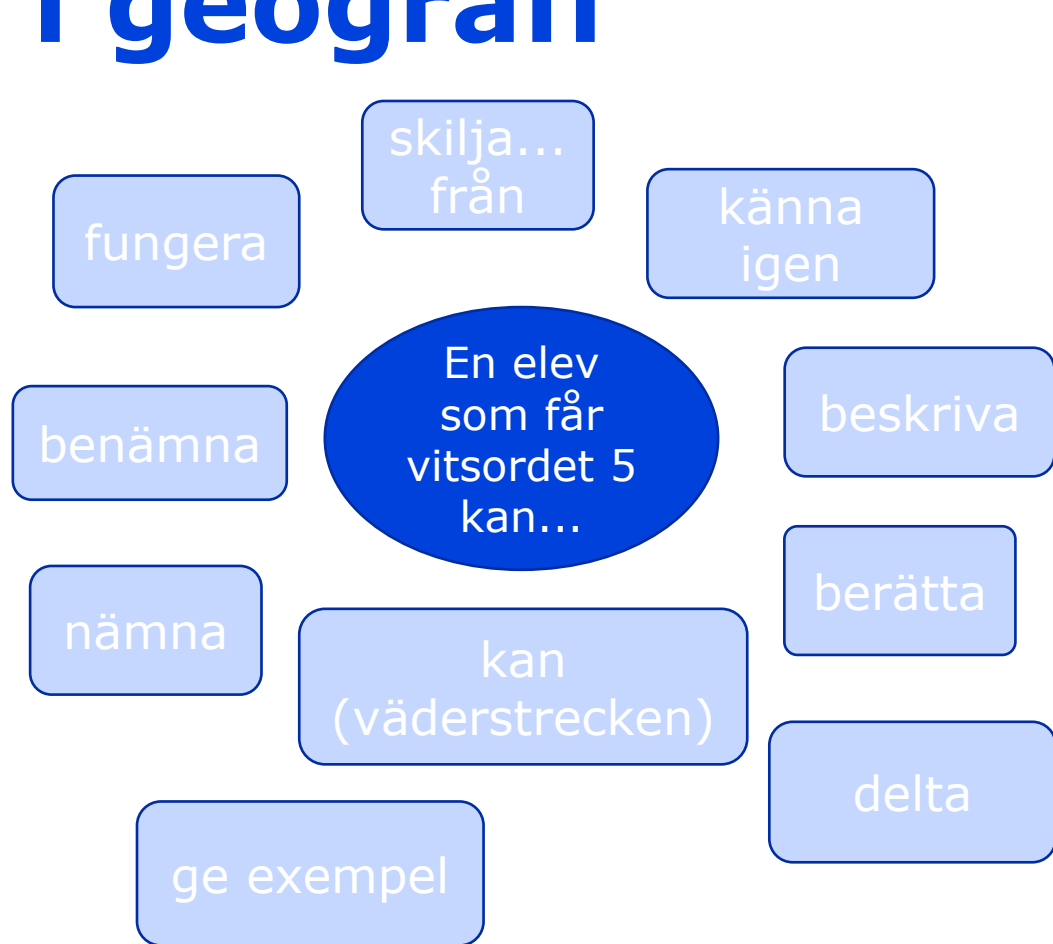 i geografi
skilja...
från
känna
igen
fungera
En elev
som får
vitsordet 5
kan...
beskriva
benämna
berätta
nämna
kan
(väderstrecken)
delta
ge exempel